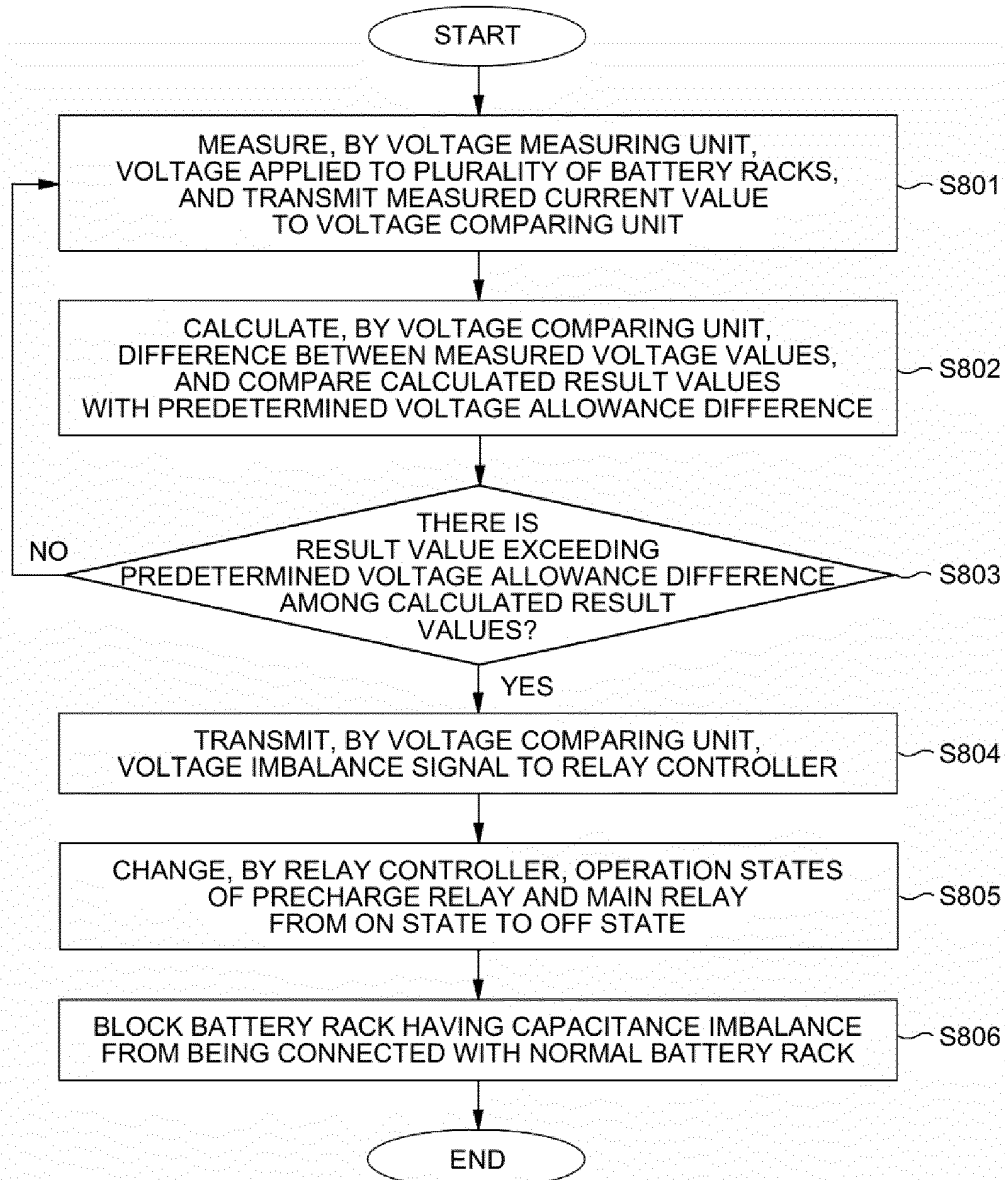 START
MEASURE, BY VOLTAGE MEASURING UNIT,
VOLTAGE APPLIED TO PLURALITY OF BATTERY RACKS,
AND TRANSMIT MEASURED CURRENT VALUE
TO VOLTAGE COMPARING UNIT
S801
CALCULATE, BY VOLTAGE COMPARING UNIT,
DIFFERENCE BETWEEN MEASURED VOLTAGE VALUES,
AND COMPARE CALCULATED RESULT VALUES
WITH PREDETERMINED VOLTAGE ALLOWANCE DIFFERENCE
S802
THERE IS
RESULT VALUE EXCEEDING
PREDETERMINED VOLTAGE ALLOWANCE DIFFERENCE
AMONG CALCULATED RESULT
VALUES?
S803
NO
YES
TRANSMIT, BY VOLTAGE COMPARING UNIT,
VOLTAGE IMBALANCE SIGNAL TO RELAY CONTROLLER
S804
CHANGE, BY RELAY CONTROLLER, OPERATION STATES
OF PRECHARGE RELAY AND MAIN RELAY
FROM ON STATE TO OFF STATE
S805
BLOCK BATTERY RACK HAVING CAPACITANCE IMBALANCE
FROM BEING CONNECTED WITH NORMAL BATTERY RACK
S806
END